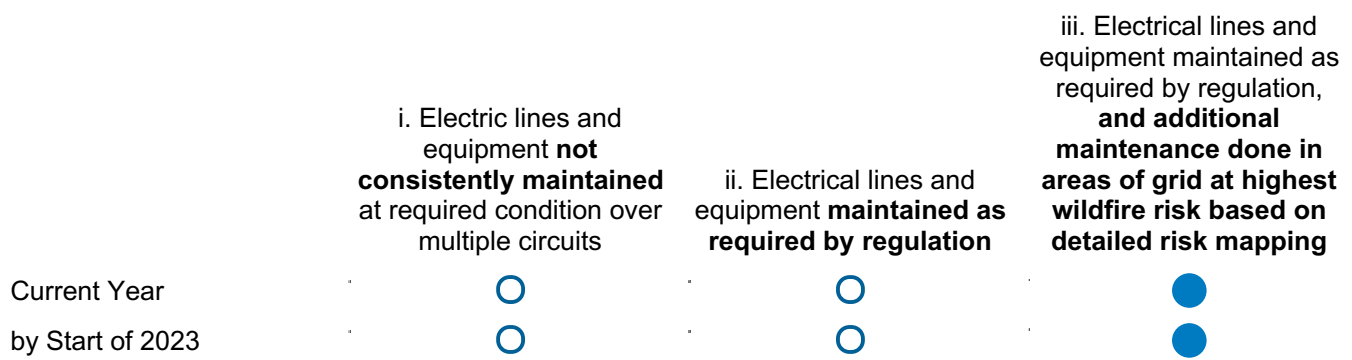 i. Electric lines and
equipment not
consistently maintained
at required condition over
multiple circuits
ii. Electrical lines and
equipment maintained as
required by regulation
iii. Electrical lines and
equipment maintained as
required by regulation,
and additional
maintenance done in
areas of grid at highest
wildfire risk based on
detailed risk mapping
Current Year
by Start of 2023